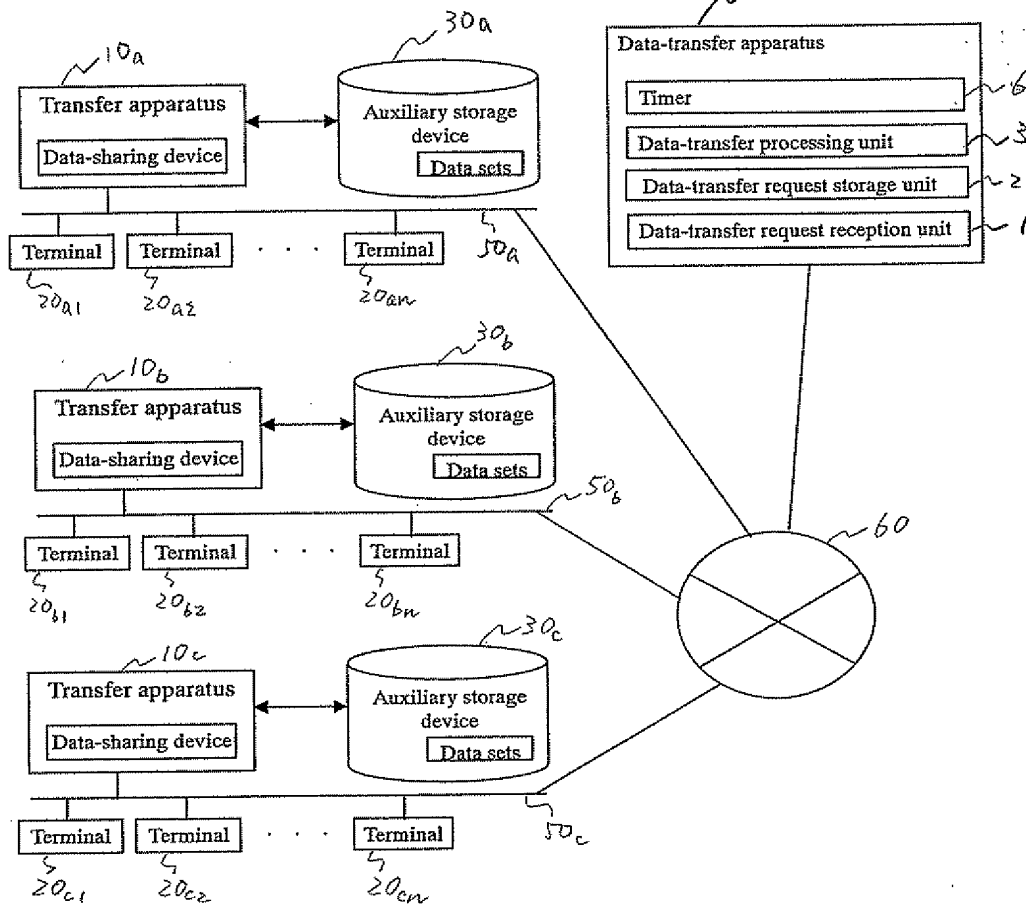 30a
10a
Transfer apparatus
Data-sharing device
Auxiliary storage
device
Data sets
Terminal
Terminal
. . . .
Terminal
50a
20a1
20a2
20an
Data-transfer apparatus
Timer
Data-transfer processing unit
Data-transfer request storage unit
2
Data-transfer request reception unit
30b
10b
Transfer apparatus
Data-sharing device
Auxiliary storage
device
Data sets
50b
Terminal
Terminal
. . . .
Terminal
20b1
20b2
20bn
60
30c
10c
Transfer apparatus
Data-sharing device
Auxiliary storage
device
Data sets
Terminal
Terminal
. . . .
Terminal
50c
20c1
20c2
20cn